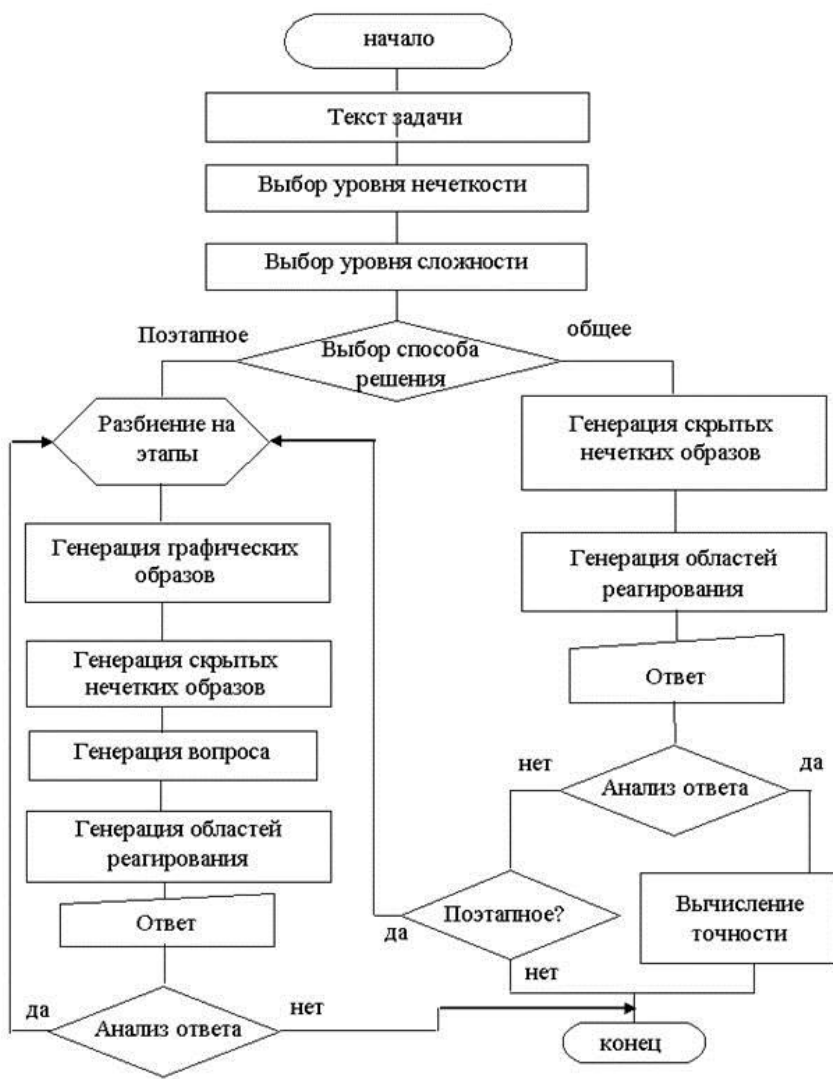 начало
Текст задачи
Выбор уровня нечеткости
Выбор уровня сложности
Поэтапное
общее
Выбор способа
решения
Разбиение на
этапы
Генерация графических
образов
Генерация скрытых
нечетких образов
Генерация вопроса
Генерация областей
реагирования
Ответ
да
Анализ ответа
нет
Генерация скрытых
нечетких образов
Генерация областей
реагирования
Ответ
нет
Анализ ответа
да
да
Поэтапное?
нет
Вычисление
точности
конец